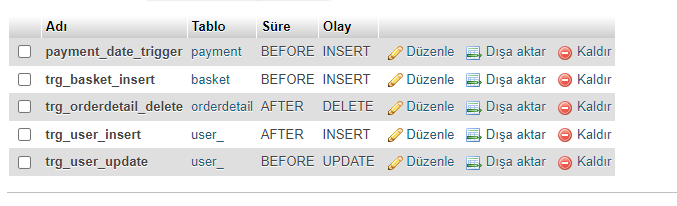 Adı Tablo Süre Olay
payment_date_trigger payment BEFORE INSERT Düzenle Dışa aktar Kaldır
trg_basket_insert basket BEFORE INSERT Düzenle Dışa aktar Kaldır
trg_orderdetail_delete orderdetail AFTER DELETE Düzenle Dışa aktar Kaldır
trg_user_insert user_ AFTER INSERT Düzenle Dışa aktar Kaldır
trg_user_update user_ BEFORE UPDATE Düzenle Dışa aktar Kaldır